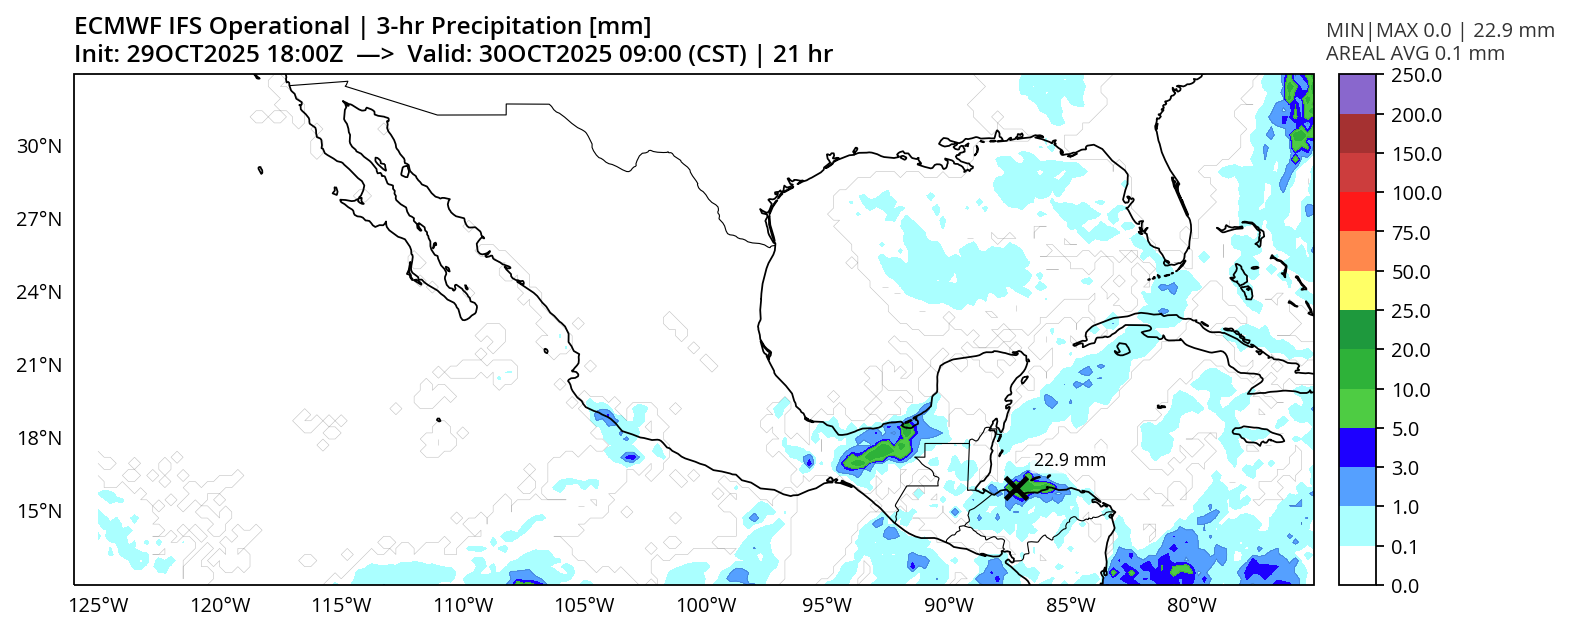 ECMWF IFS Operational | 3-hr Precipitation [mm]
Init: 29OCT2025 18:00Z —> Valid: 30OCT2025 09:00 (CST) | 21 hr
MIN|MAX 0.0 | 22.9 mm
AREAL AVG 0.1 mm
250.0
200.0
150.0
100.0
75.0
50.0
25.0
20.0
10.0
5.0
3.0
1.0
0.1
0.0
30°N
27°N
24°N
21°N
18°N
15°N
22.9 mm
125°W
120°W
115°W
110°W
105°W
100°W
95°W
90°W
85°W
80°W